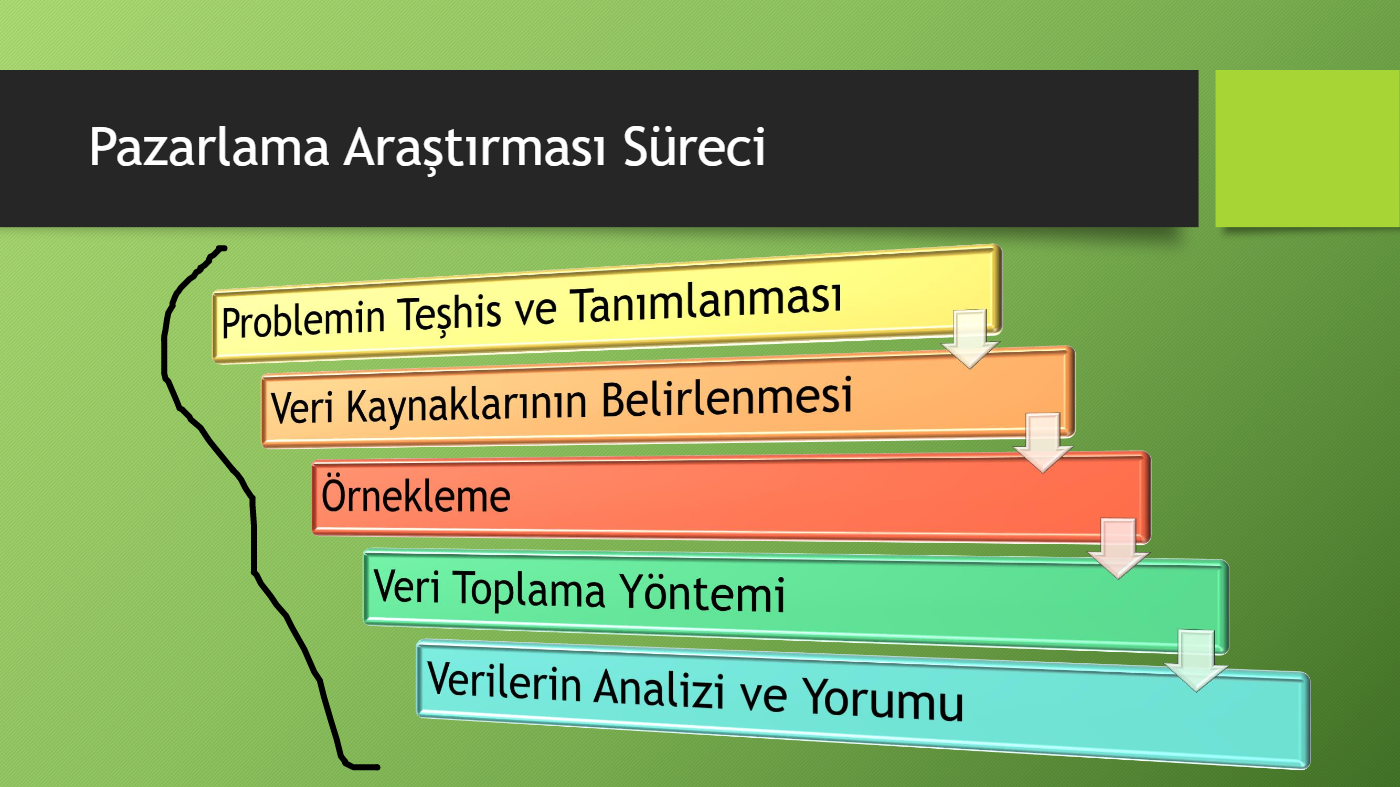 Pazarlama Araştırması Süreci
Problemin Teşhis ve Tanımlanması
Veri Kaynaklarının Belirlenmesi
Örnekleme
Veri Toplama Yöntemi
Verilerin Analizi ve Yorumu